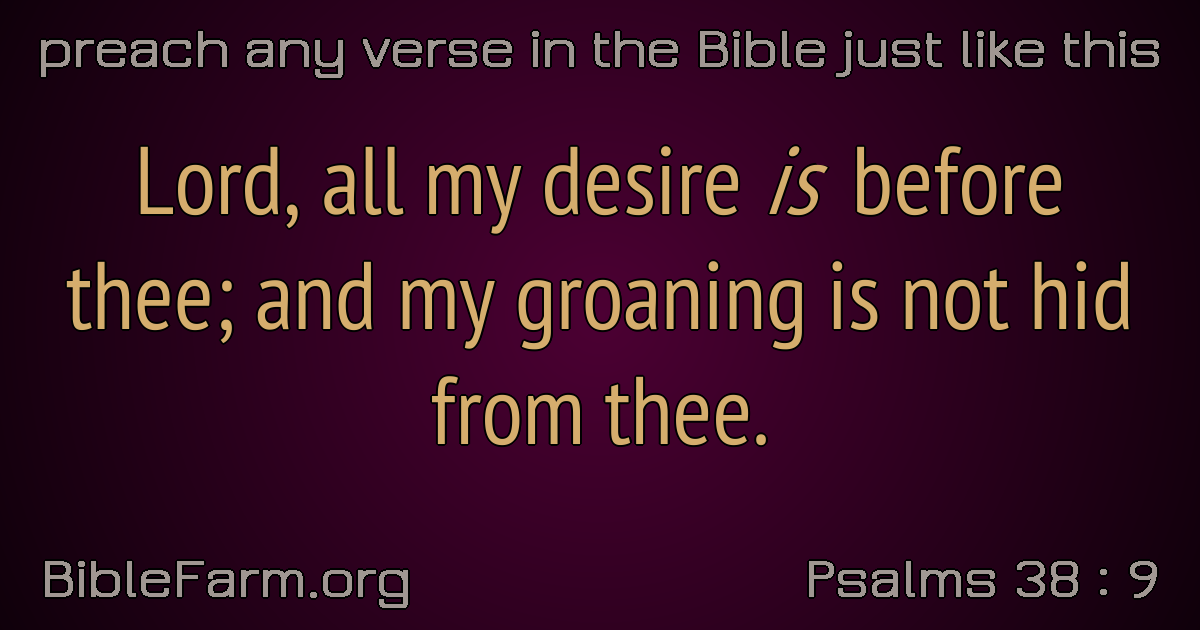 preach any verse in the Bible just like this
Lord, all my desire is before
thee; and my groaning is not hid
from thee.
BibleFarm.org
Psalms 38 : 9